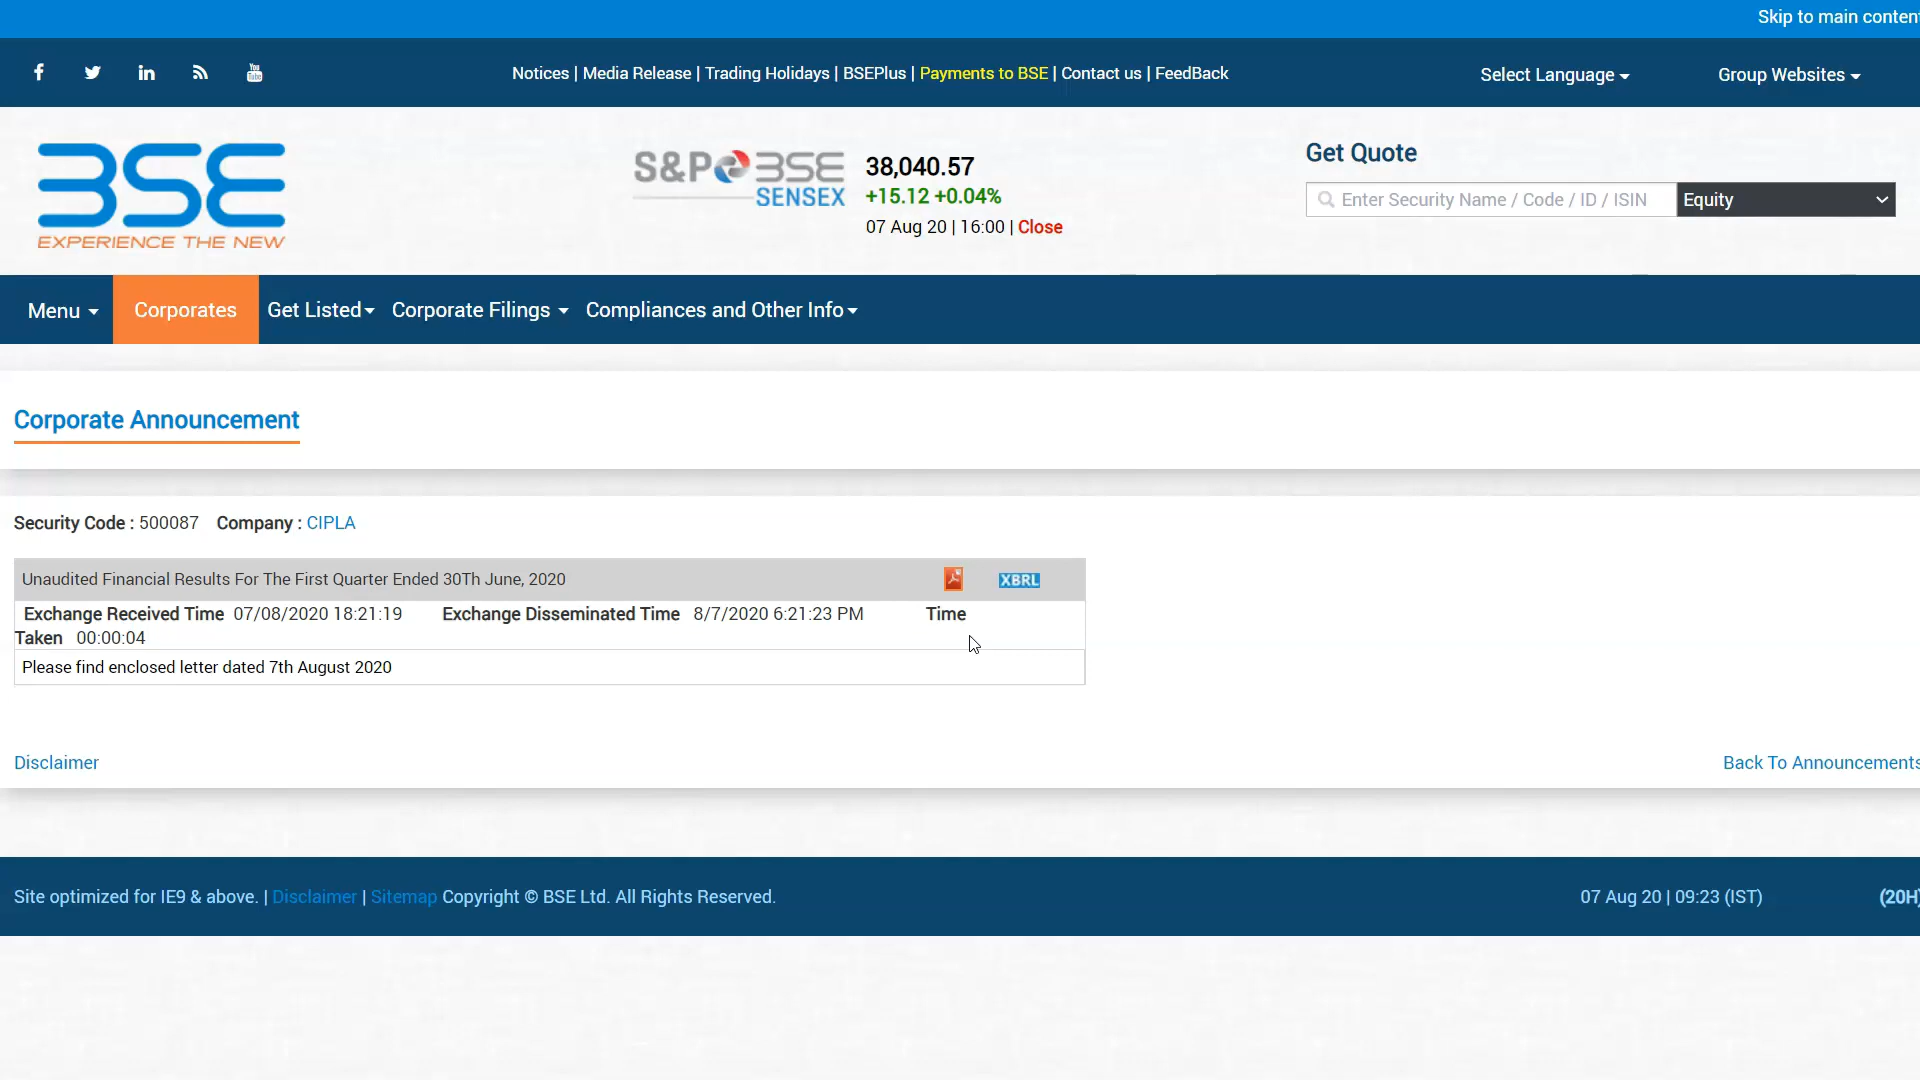 Skip to main conten
Notices | Media Release | Trading Holidays | BSEPlus | Payments to BSE | Contact us | FeedBack
Select Language
Group Websites
You
Tube
BSE
EXPERIENCE THE NEW
S&P BSE
SENSEX
38,040.57
+15.12 +0.04%
07 Aug 20 | 16:00 | Close
Get Quote
Enter Security Name / Code / ID / ISIN
Equity
Menu
Corporates
Get Listed
Corporate Filings
Compliances and Other Info
Corporate Announcement
Security Code : 500087 Company : CIPLA
Unaudited Financial Results For The First Quarter Ended 30Th June, 2020
XBRL
Exchange Received Time 07/08/2020 18:21:19 Exchange Disseminated Time 8/7/2020 6:21:23 PM Time
Taken 00:00:04
Please find enclosed letter dated 7th August 2020
Disclaimer
Back To Announcements
Site optimized for IE9 & above. | Disclaimer | Sitemap Copyright © BSE Ltd. All Rights Reserved.
07 Aug 20 | 09:23 (IST)
(20H)